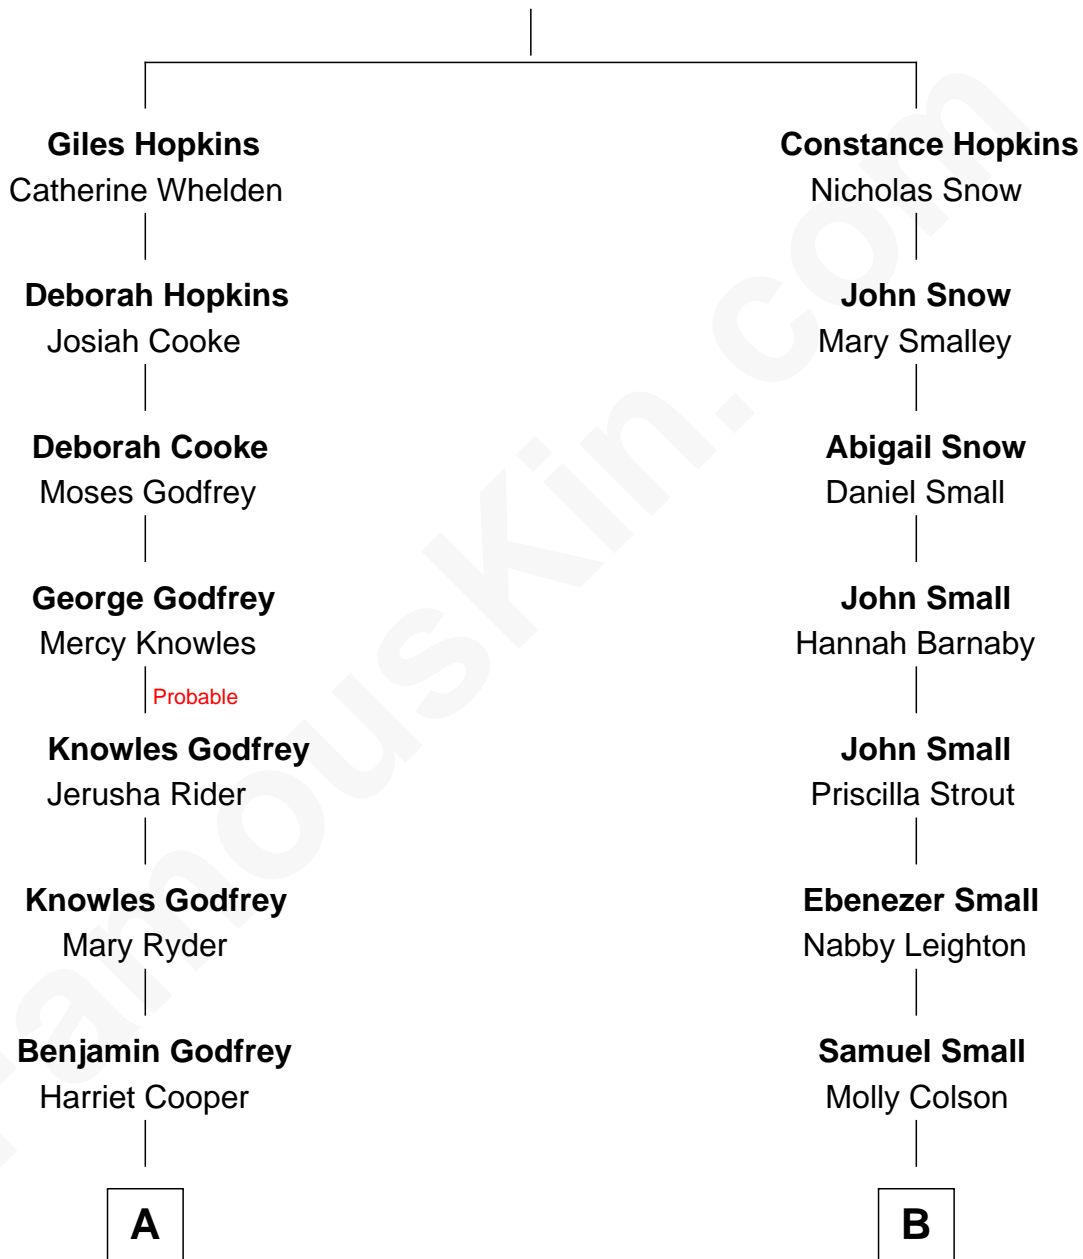 Giles Hopkins
Catherine Whelden
Constance Hopkins
Nicholas Snow
Deborah Hopkins
Josiah Cooke
John Snow
Mary Smalley
Deborah Cooke
Moses Godfrey
Abigail Snow
Daniel Small
George Godfrey
Mercy Knowles
John Small
Hannah Barnaby
Probable
Knowles Godfrey
Jerusha Rider
John Small
Priscilla Strout
Knowles Godfrey
Mary Ryder
Ebenezer Small
Nabby Leighton
Benjamin Godfrey
Harriet Cooper
Samuel Small
Molly Colson
A
B
FamousKin.com